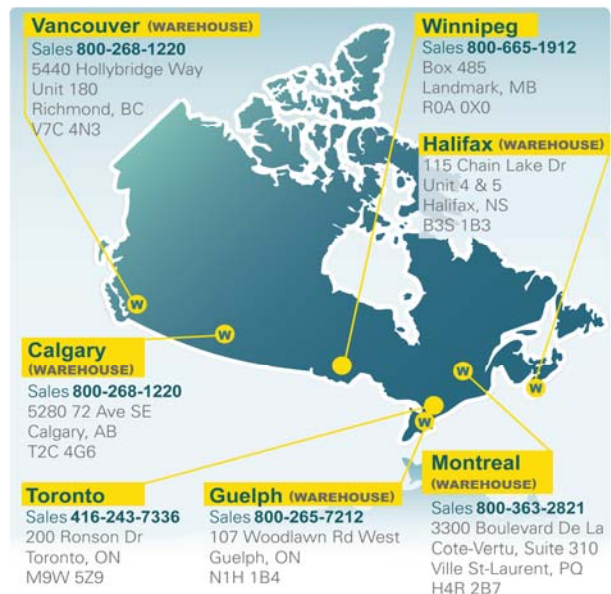 Vancouver (WAREHOUSE)
Sales 800-268-1220
5440 Hollybridge Way
Unit 180
Richmond, BC
V7C 4N3
Winnipeg
Sales 800-665-1912
Box 485
Landmark, MB
R0A 0X0
Halifax (WAREHOUSE)
115 Chain Lake Dr
Unit 4 & 5
Halifax, NS
B3S 1B3
W
W
W
W
W
Calgary
(WAREHOUSE)
Sales 800-268-1220
5280 72 Ave SE
Calgary, AB
T2C 4G6
Toronto
Sales 416-243-7336
200 Ronson Dr
Toronto, ON
M9W 5Z9
Guelph (WAREHOUSE)
Sales 800-265-7212
107 Woodlawn Rd West
Guelph, ON
N1H 1B4
Montreal
(WAREHOUSE)
Sales 800-363-2821
3300 Boulevard De La
Cote-Vertu, Suite 310
Ville St-Laurent, PQ
H4R 2B7